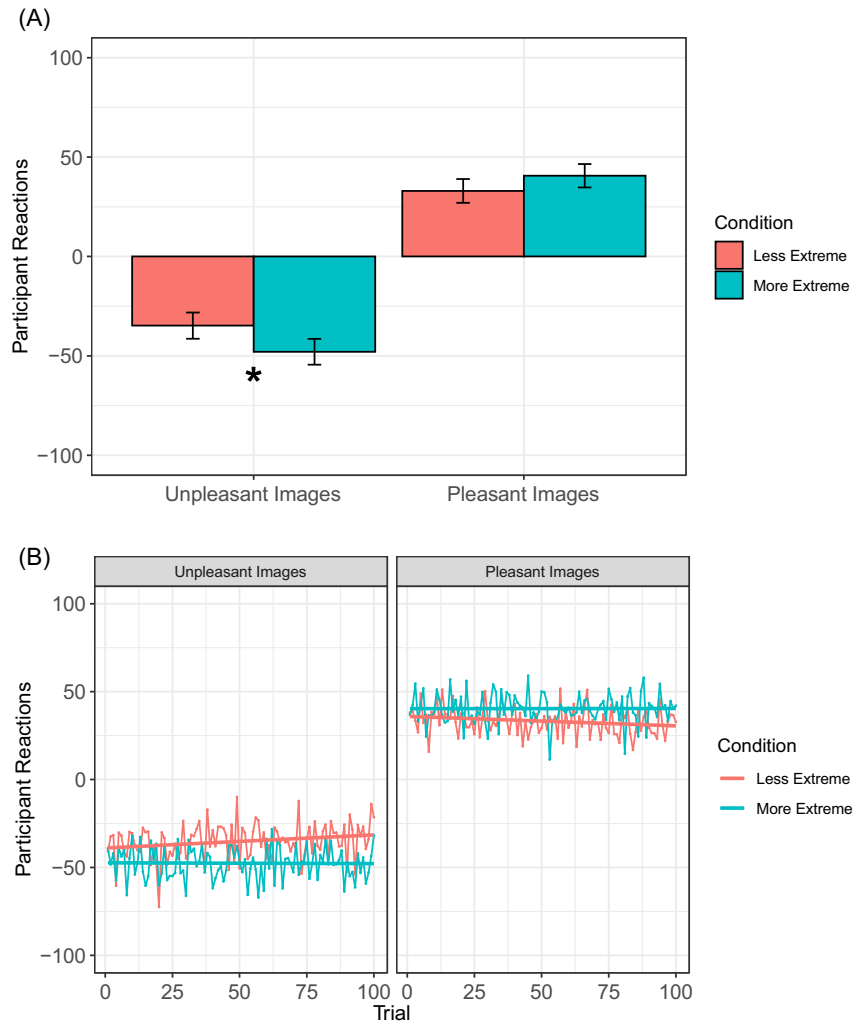 (A)
Participant Reactions
100
50
0
−50
−100
*
Unpleasant Images Pleasant Images
Condition
Less Extreme
More Extreme
(B)
Unpleasant Images Pleasant Images
Participant Reactions
100
50
0
−50
−100
0 25 50 75 100 0 25 50 75 100
Trial
Condition
Less Extreme
More Extreme